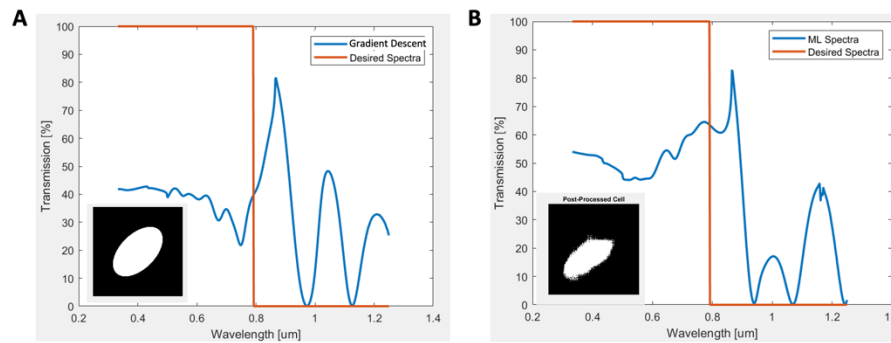 A
100
90
80
70
60
50
40
30
20
10
0
Transmission [%]
0.2 0.4 0.6 0.8 1 1.2 1.4
Wavelength [um]
Gradient Descent
Desired Spectra
B
100
90
80
70
60
50
40
30
20
10
0
Transmission [%]
0.2 0.4 0.6 0.8 1 1.2
Wavelength [um]
ML Spectra
Desired Spectra
Post-Processed Cell